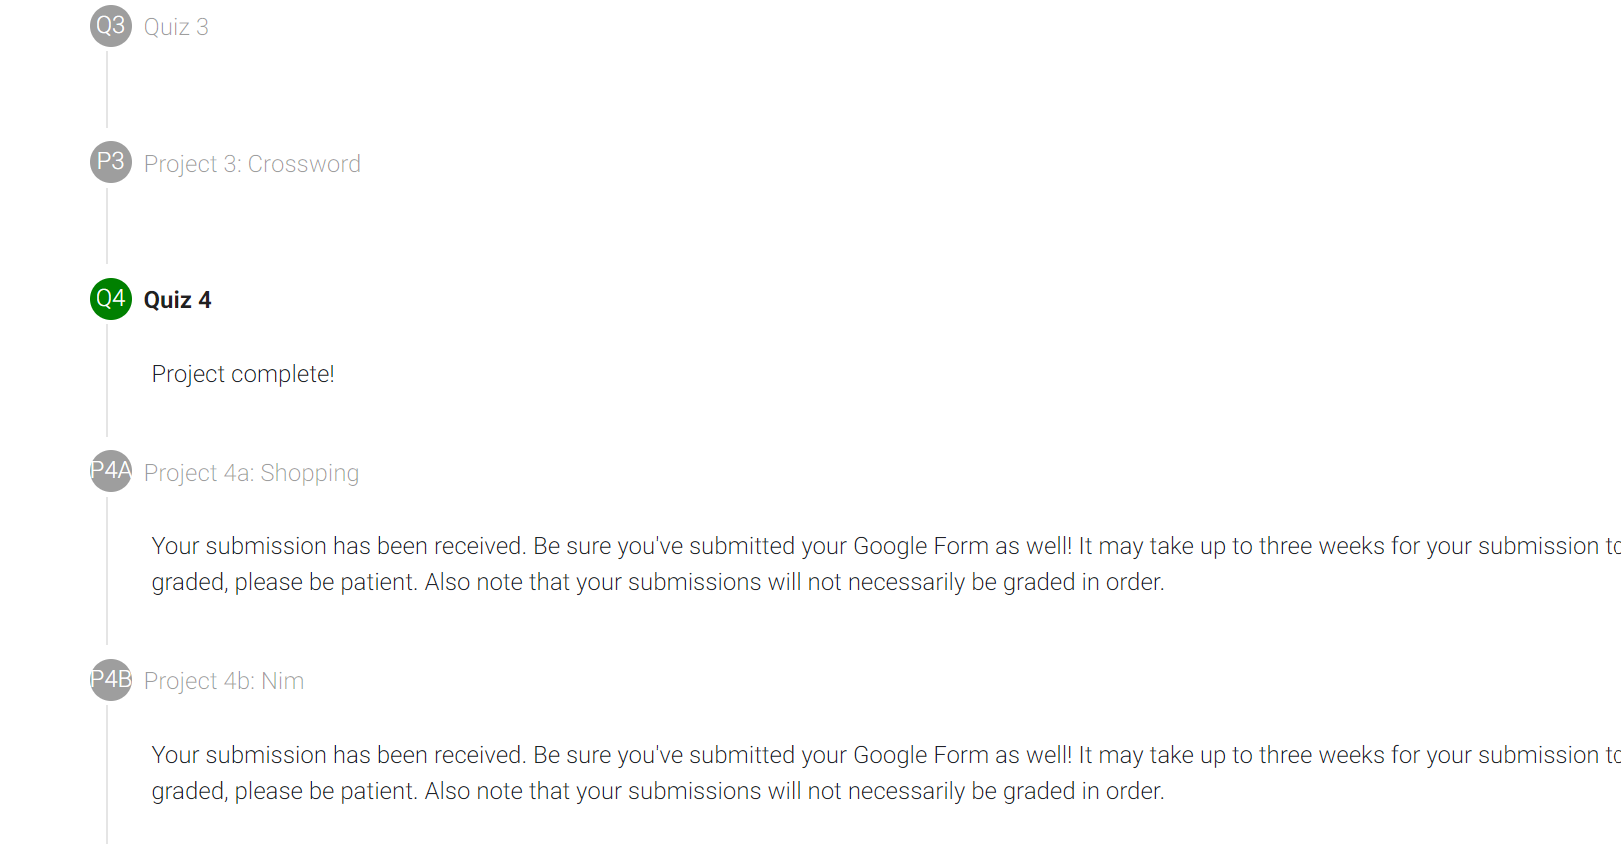 Q3 Quiz 3
P3 Project 3: Crossword
Q4 Quiz 4
Project complete!
P4A Project 4a: Shopping
Your submission has been received. Be sure you've submitted your Google Form as well! It may take up to three weeks for your submission
graded, please be patient. Also note that your submissions will not necessarily be graded in order.
P4B Project 4b: Nim
Your submission has been received. Be sure you've submitted your Google Form as well! It may take up to three weeks for your submission
graded, please be patient. Also note that your submissions will not necessarily be graded in order.